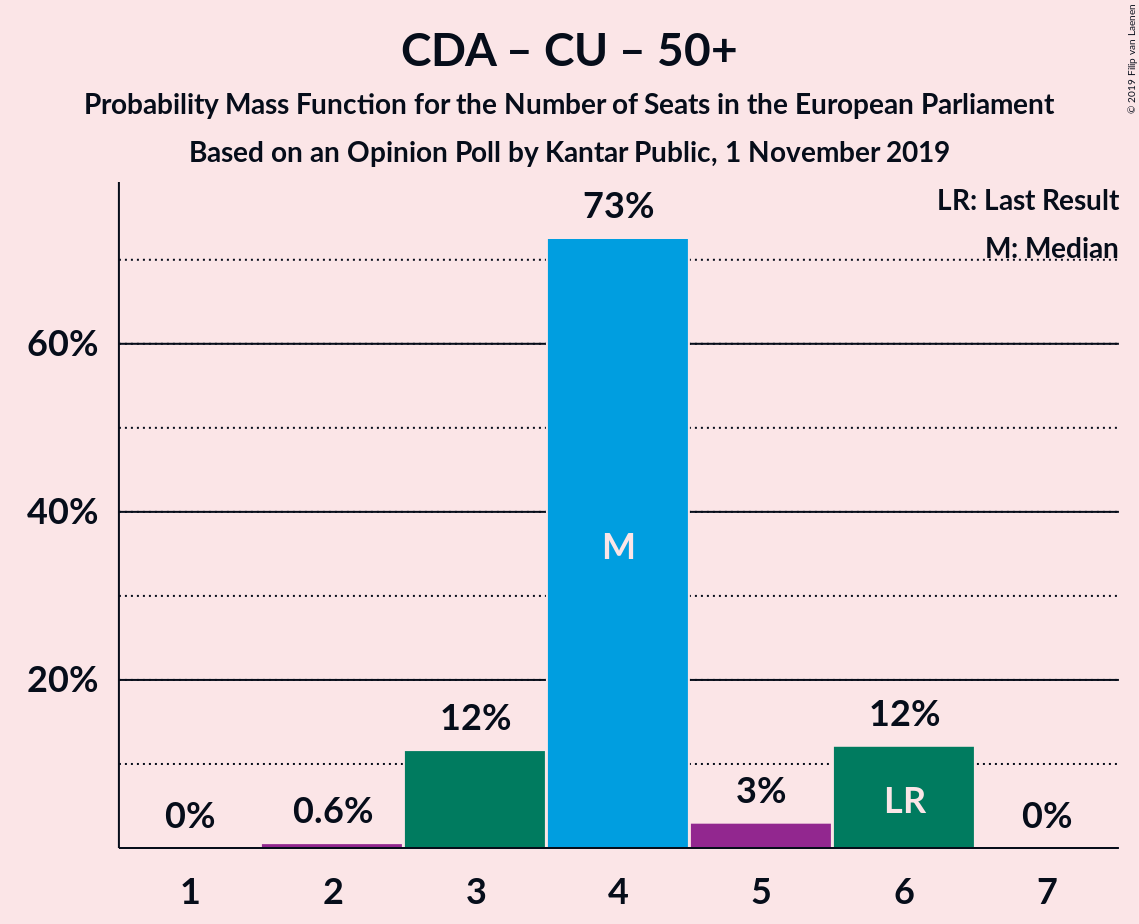 CDA – CU – 50+
Probability Mass Function for the Number of Seats in the European Parliament
Based on an Opinion Poll by Kantar Public, 1 November 2019
© 2019 Filip van Laenen
LR: Last Result
M: Median
73%
60%
40%
20%
M
0%
0.6%
12%
3%
12%
LR
0%
1 2 3 4 5 6 7